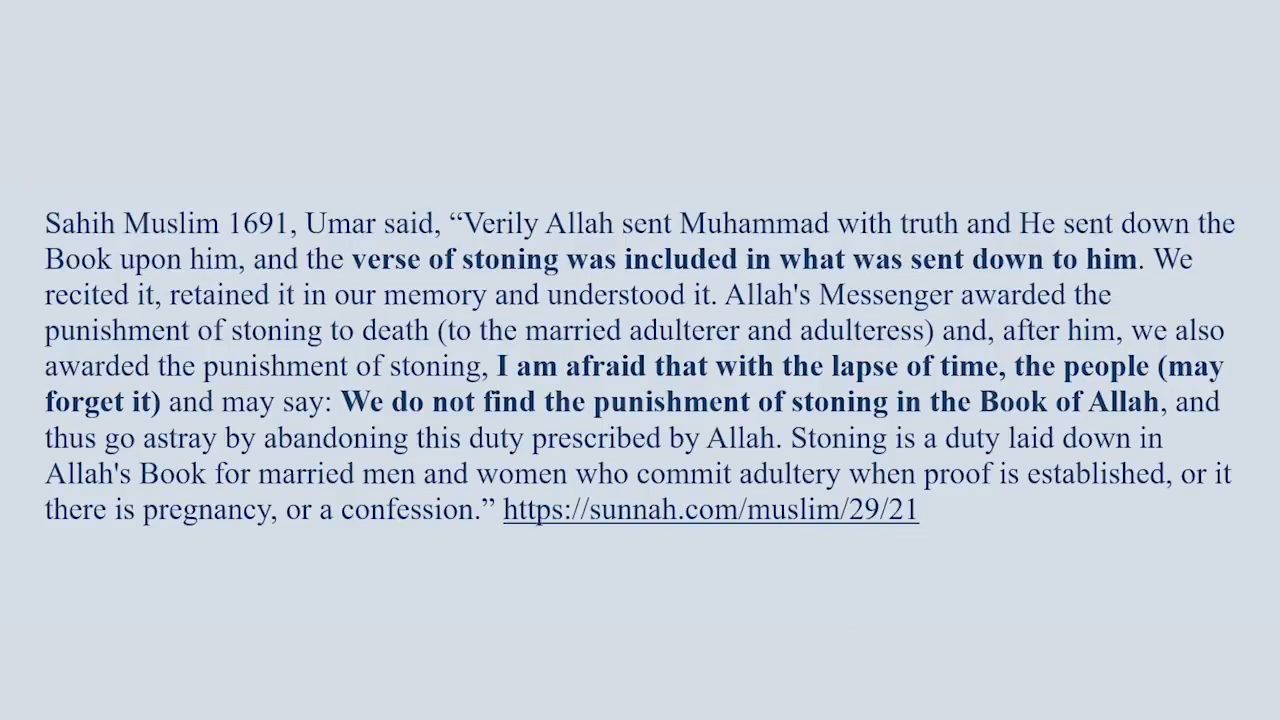 Sahih Muslim 1691, Umar said, “Verily Allah sent Muhammad with truth and He sent down the
Book upon him, and the verse of stoning was included in what was sent down to him. We
recited it, retained it in our memory and understood it. Allah's Messenger awarded the
punishment of stoning to death (to the married adulterer and adulteress) and, after him, we also
awarded the punishment of stoning, I am afraid that with the lapse of time, the people (may
forget it) and may say: We do not find the punishment of stoning in the Book of Allah, and
thus go astray by abandoning this duty prescribed by Allah. Stoning is a duty laid down in
Allah's Book for married men and women who commit adultery when proof is established, or it
there is pregnancy, or a confession.” https://sunnah.com/muslim/29/21